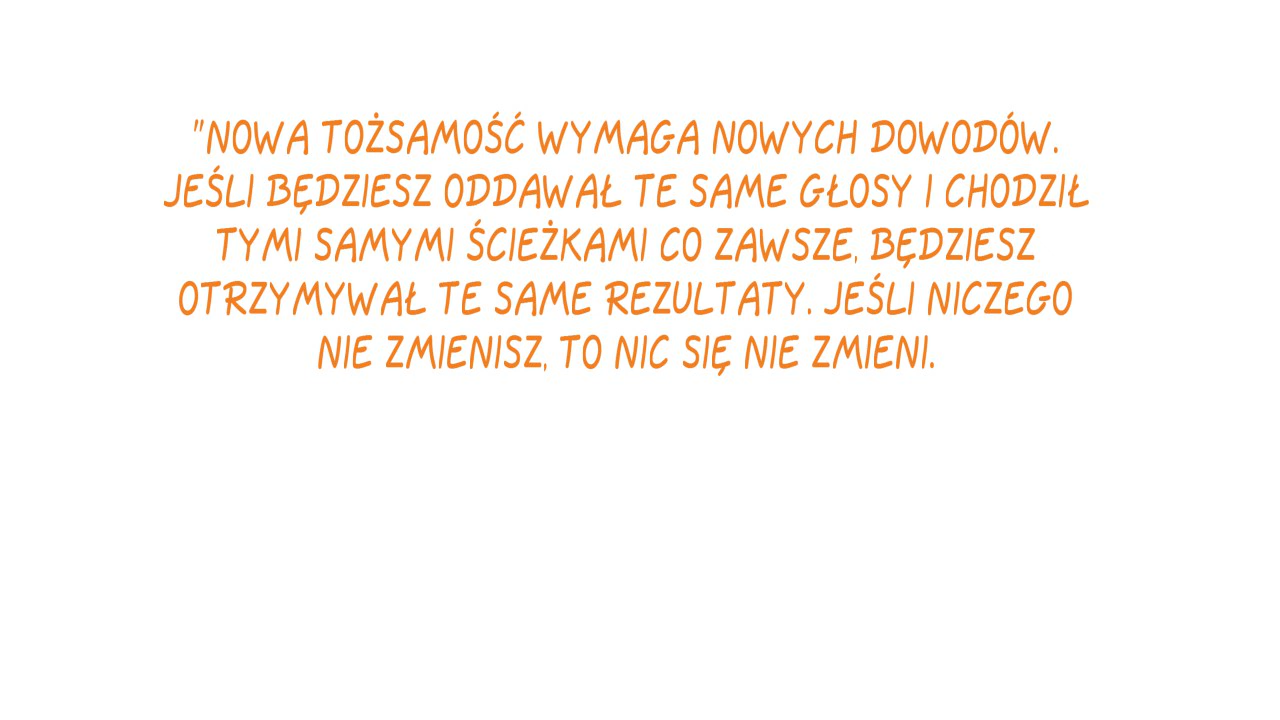 "NOWA TOŻSAMOŚĆ WYMAGA NOWYCH DOWODÓW.
JEŚLI BĘDZIESZ ODDAWAŁ TE SAME GŁOSY I CHODZIŁ
TYMI SAMYMI ŚCIEŻKAMI CO ZAWSZE, BĘDZIESZ
OTRZYMYWAŁ TE SAME REZULTATY. JEŚLI NICZEGO
NIE ZMIENISZ, TO NIC SIĘ NIE ZMIENI.